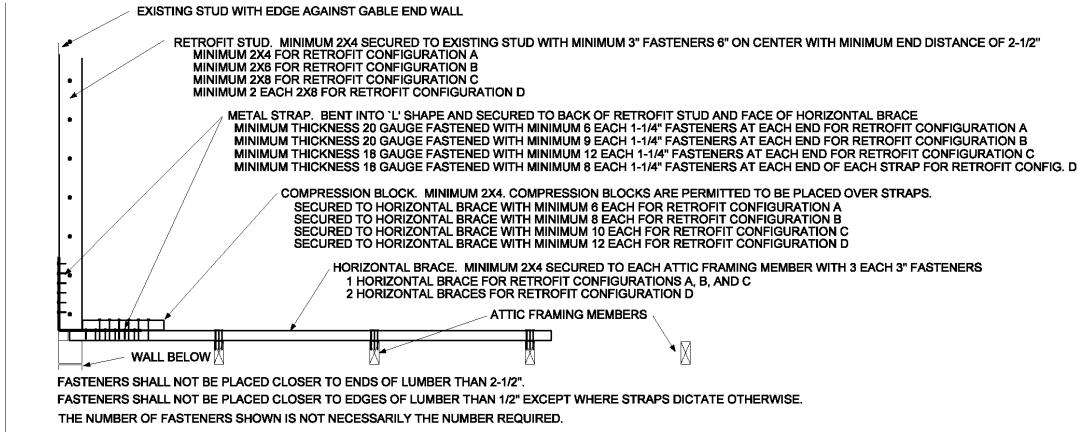 EXISTING STUD WITH EDGE AGAINST GABLE END WALL
RETROFIT STUD. MINIMUM 2X4 SECURED TO EXISTING STUD WITH MINIMUM 3" FASTENERS 6" ON CENTER WITH MINIMUM END DISTANCE OF 2-1/2"
MINIMUM 2X4 FOR RETROFIT CONFIGURATION A
MINIMUM 2X6 FOR RETROFIT CONFIGURATION B
MINIMUM 2X8 FOR RETROFIT CONFIGURATION C
MINIMUM 2 EACH 2X8 FOR RETROFIT CONFIGURATION D
METAL STRAP. BENT INTO `L' SHAPE AND SECURED TO BACK OF RETROFIT STUD AND FACE OF HORIZONTAL BRACE
MINIMUM THICKNESS 20 GAUGE FASTENED WITH MINIMUM 6 EACH 1-1/4" FASTENERS AT EACH END FOR RETROFIT CONFIGURATION A
MINIMUM THICKNESS 20 GAUGE FASTENED WITH MINIMUM 9 EACH 1-1/4" FASTENERS AT EACH END FOR RETROFIT CONFIGURATION B
MINIMUM THICKNESS 18 GAUGE FASTENED WITH MINIMUM 12 EACH 1-1/4" FASTENERS AT EACH END FOR RETROFIT CONFIGURATION C
MINIMUM THICKNESS 18 GAUGE FASTENED WITH MINIMUM 8 EACH 1-1/4" FASTENERS AT EACH END OF EACH STRAP FOR RETROFIT CONFIG. D
COMPRESSION BLOCK. MINIMUM 2X4. COMPRESSION BLOCKS ARE PERMITTED TO BE PLACED OVER STRAPS.
SECURED TO HORIZONTAL BRACE WITH MINIMUM 6 EACH FOR RETROFIT CONFIGURATION A
SECURED TO HORIZONTAL BRACE WITH MINIMUM 8 EACH FOR RETROFIT CONFIGURATION B
SECURED TO HORIZONTAL BRACE WITH MINIMUM 10 EACH FOR RETROFIT CONFIGURATION C
SECURED TO HORIZONTAL BRACE WITH MINIMUM 12 EACH FOR RETROFIT CONFIGURATION D
HORIZONTAL BRACE. MINIMUM 2X4 SECURED TO EACH ATTIC FRAMING MEMBER WITH 3 EACH 3" FASTENERS
1 HORIZONTAL BRACE FOR RETROFIT CONFIGURATIONS A, B, AND C
2 HORIZONTAL BRACES FOR RETROFIT CONFIGURATION D
ATTIC FRAMING MEMBERS
WALL BELOW
FASTENERS SHALL NOT BE PLACED CLOSER TO ENDS OF LUMBER THAN 2-1/2".
FASTENERS SHALL NOT BE PLACED CLOSER TO EDGES OF LUMBER THAN 1/2" EXCEPT WHERE STRAPS DICTATE OTHERWISE.
THE NUMBER OF FASTENERS SHOWN IS NOT NECESSARILY THE NUMBER REQUIRED.